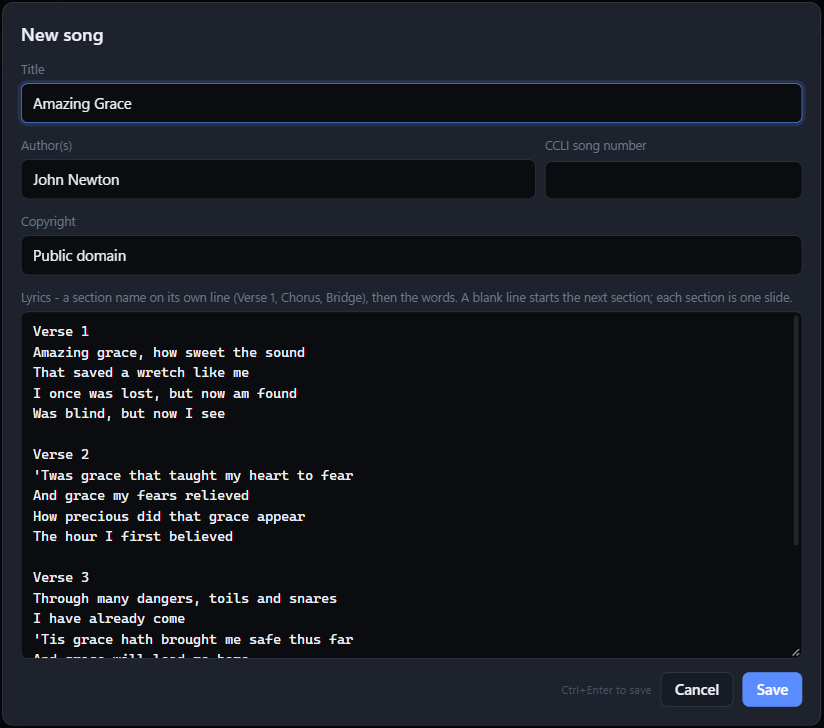 New song
Title
Amazing Grace
Author(s)
CCLI song number
John Newton
Copyright
Public domain
Lyrics - a section name on its own line (Verse 1, Chorus, Bridge), then the words. A blank line starts the next section; each section is one slide.
Verse 1
Amazing grace, how sweet the sound
That saved a wretch like me
I once was lost, but now am found
Was blind, but now I see
Verse 2
'Twas grace that taught my heart to fear
And grace my fears relieved
How precious did that grace appear
The hour I first believed
Verse 3
Through many dangers, toils and snares
I have already come
'Tis grace hath brought me safe thus far
And grace will lead me home
Ctrl+Enter to save
Cancel
Save